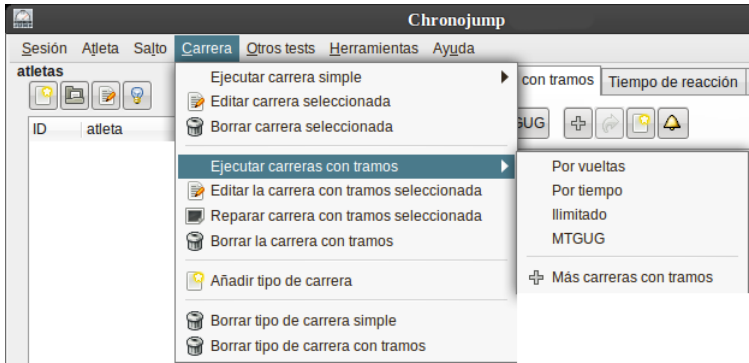 Chronojump
Sesión Atleta Salto Carrera Otros tests Herramientas Ayuda
atletas
ID atleta
Ejecutar carrera simple
Editar carrera seleccionada
Borrar carrera seleccionada
Ejecutar carreras con tramos
Editar la carrera con tramos seleccionada
Reparar carrera con tramos seleccionada
Borrar la carrera con tramos
Añadir tipo de carrera
Borrar tipo de carrera simple
Borrar tipo de carrera con tramos
con tramos Tiempo de reacción
GUG
Por vueltas
Por tiempo
Ilimitado
MTGUG
Más carreras con tramos